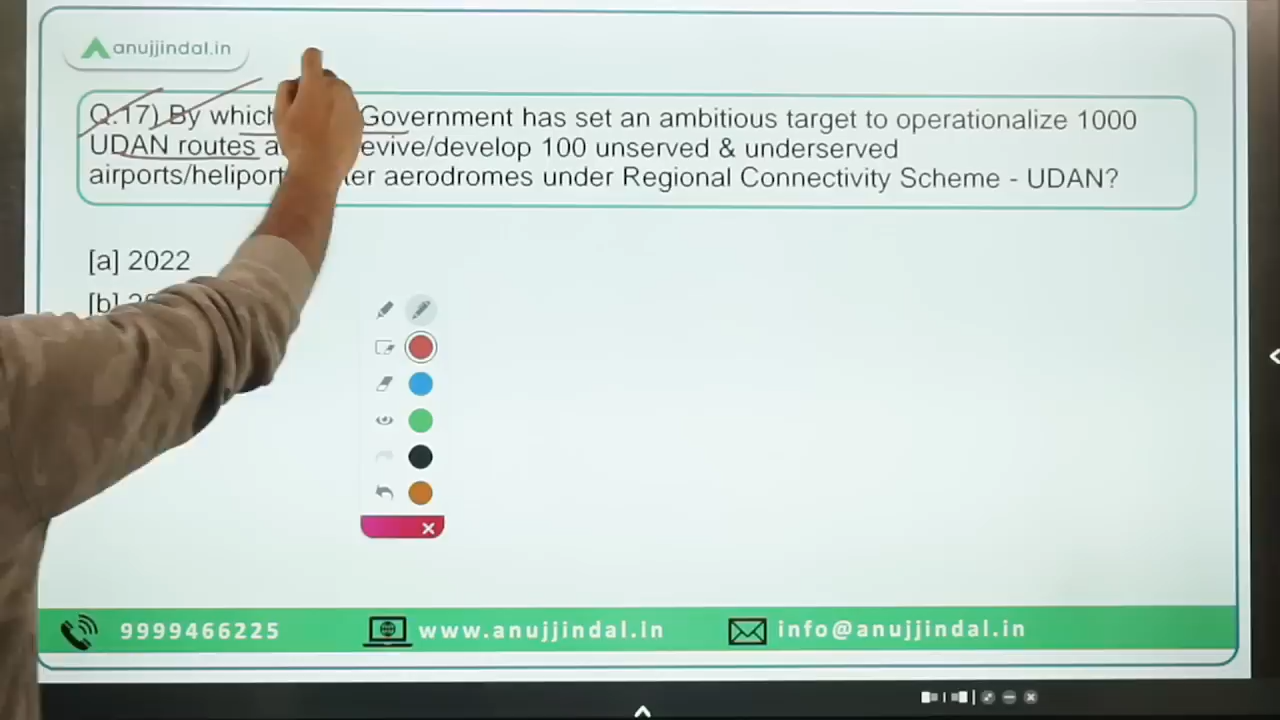 anujjindal.in
Q.17) By which Government has set an ambitious target to operationalize 1000
UDAN routes evive/develop 100 unserved & underserved
airports/heliport ter aerodromes under Regional Connectivity Scheme - UDAN?
[a] 2022
[b]
9999466225
www.anujjindal.in
info@anujjindal.in